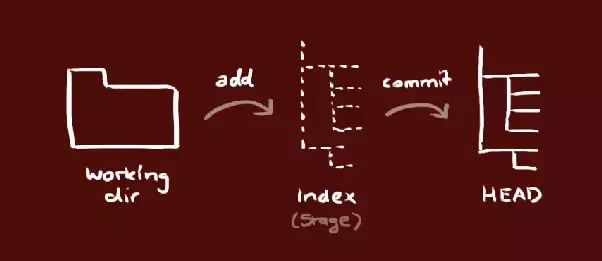 add
commit
working
dir
Index
(Stage)
HEAD